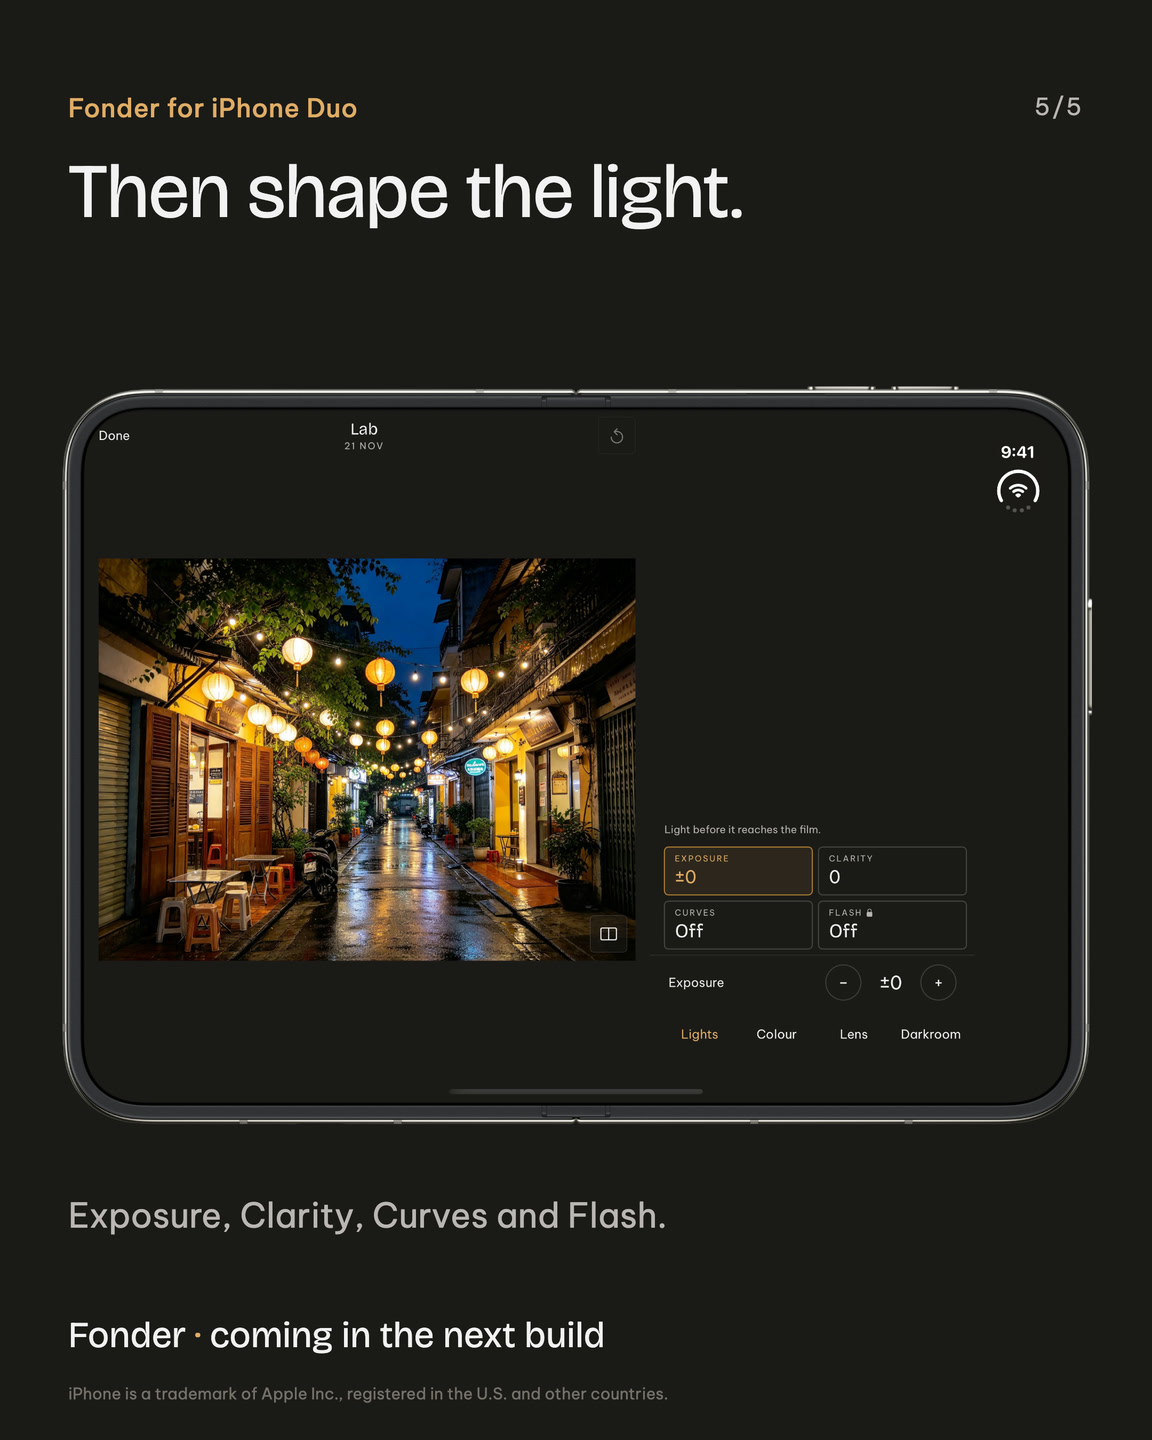 Fonder for iPhone Duo
5/5
Then shape the light.
Done
Lab
21 NOV
9:41
Light before it reaches the film.
EXPOSURE
±0
CLARITY
0
CURVES
Off
FLASH
Off
Exposure
− ±0 +
Lights Colour Lens Darkroom
Exposure, Clarity, Curves and Flash.
Fonder · coming in the next build
iPhone is a trademark of Apple Inc., registered in the U.S. and other countries.